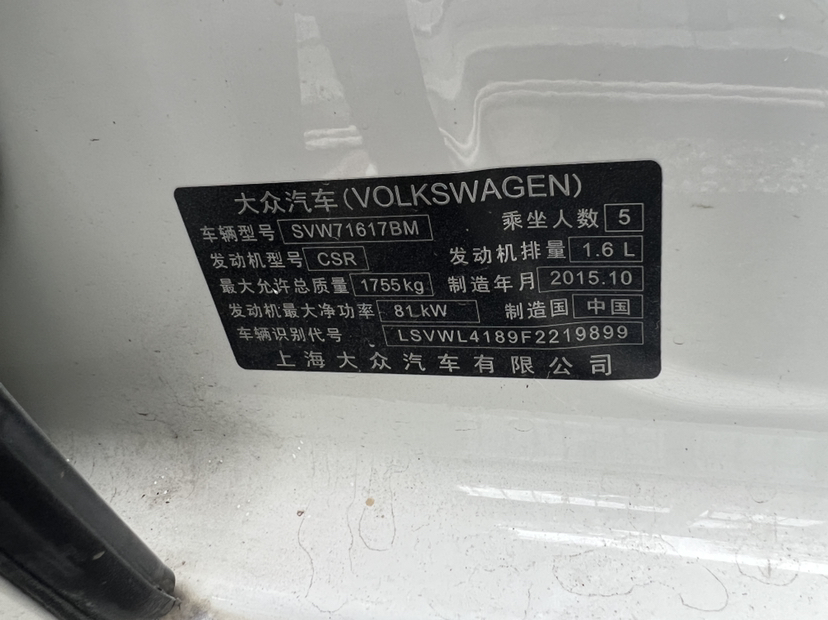 大众汽车(VOLKSWAGEN)
车辆型号 SVW71617BM 乘坐人数 5
发动机型号 CSR 发动机排量 1.6 L
最大允许总质量 1755kg 制造年月 2015.10
发动机最大净功率 81kW 制造国 中国
车辆识别代号 LSVWL4189F2219899
上海大众汽车有限公司